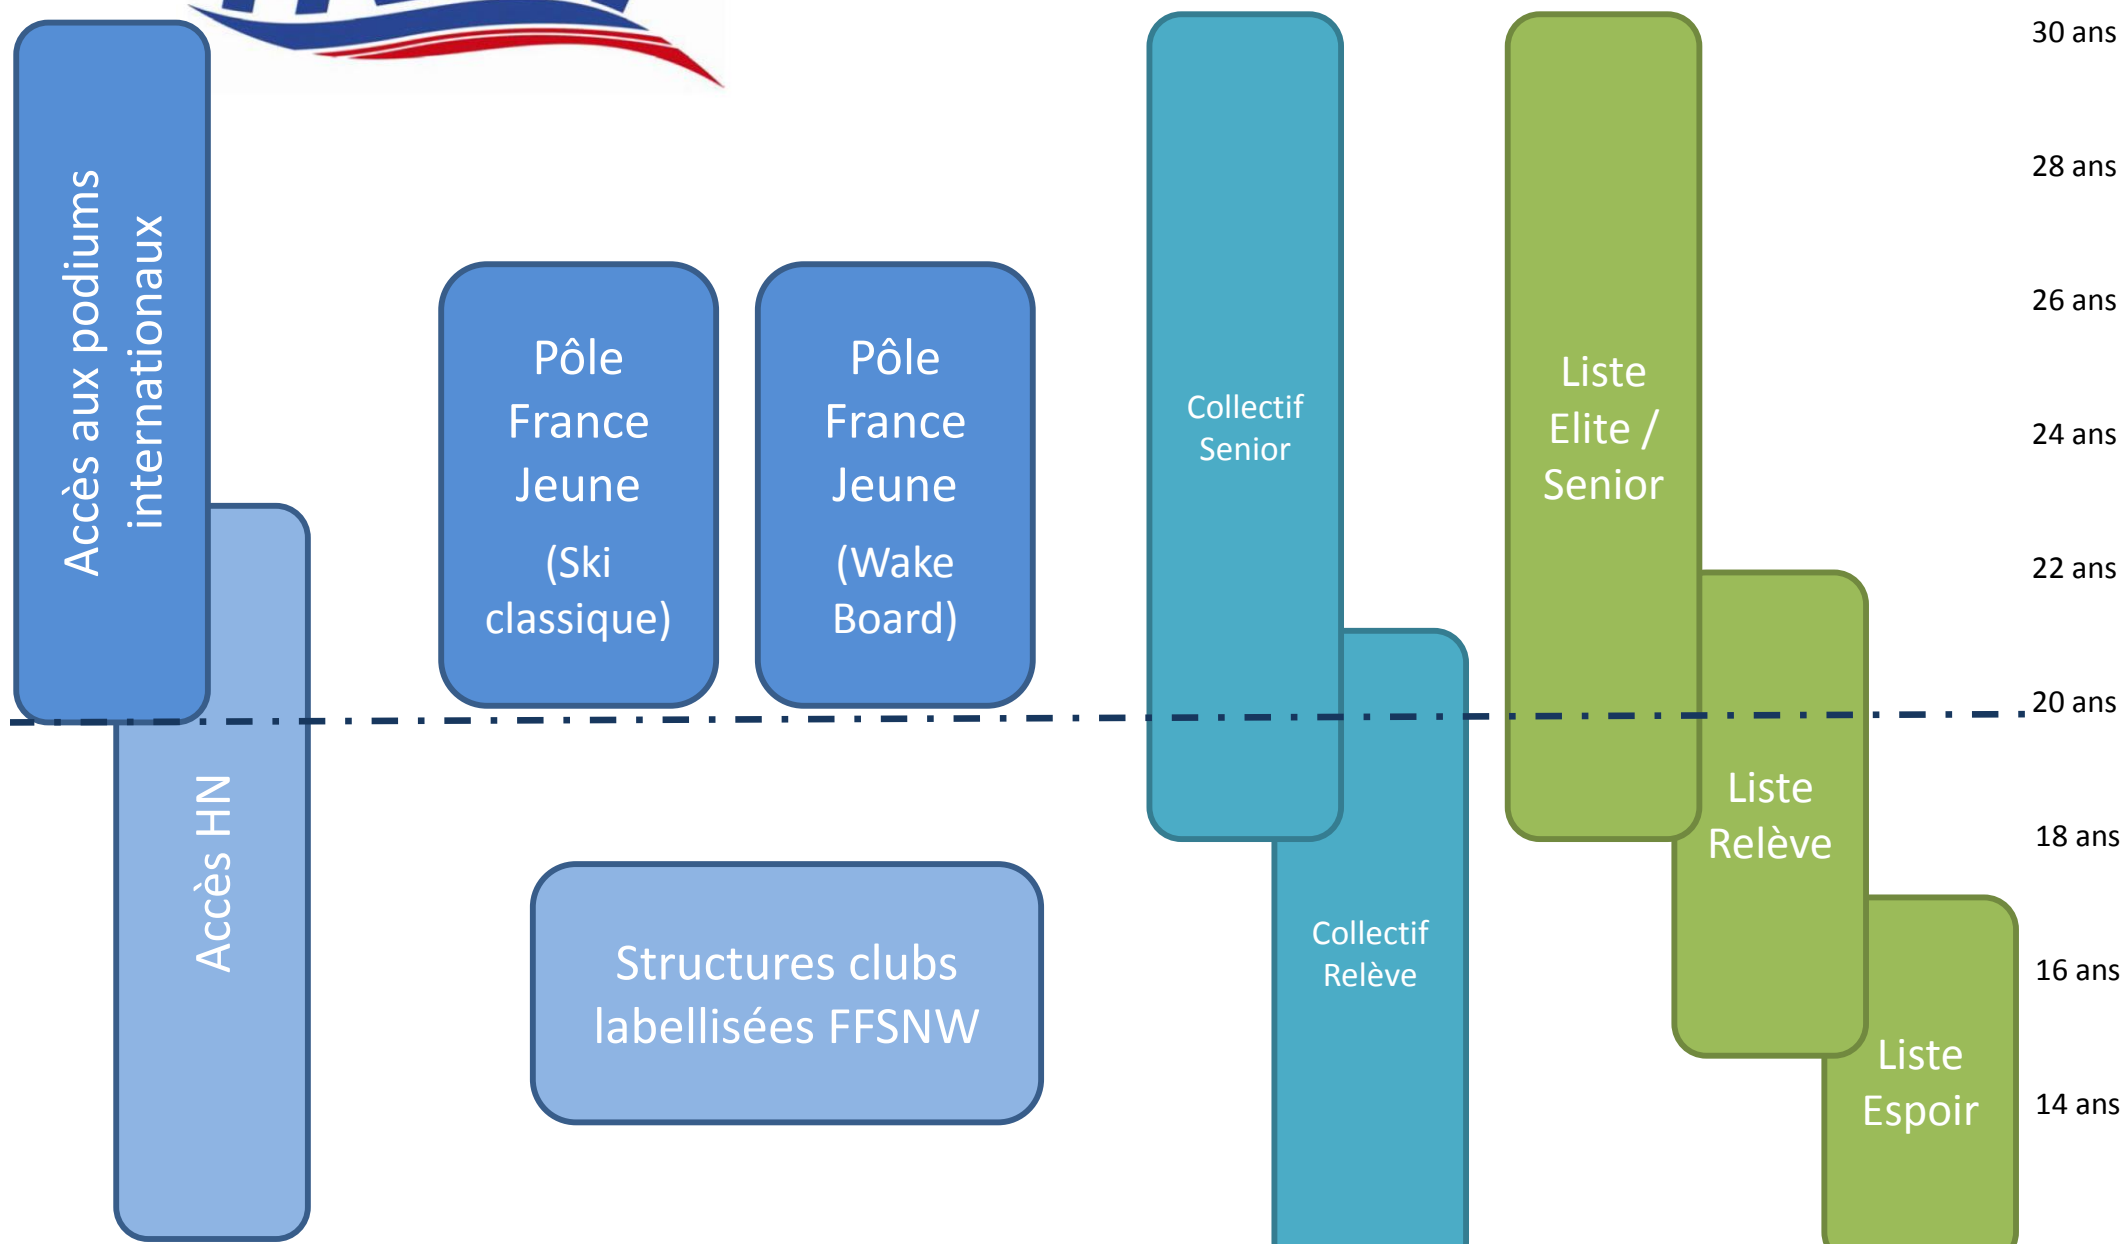 Accès aux podiums
internationaux
Accès HN
Pôle
France
Jeune
(Ski
classique)
Pôle
France
Jeune
(Wake
Board)
Structures clubs
labellisées FFSNW
Collectif
Senior
Collectif
Relève
Liste
Elite /
Senior
Liste
Relève
Liste
Espoir
30 ans
28 ans
26 ans
24 ans
22 ans
20 ans
18 ans
16 ans
14 ans